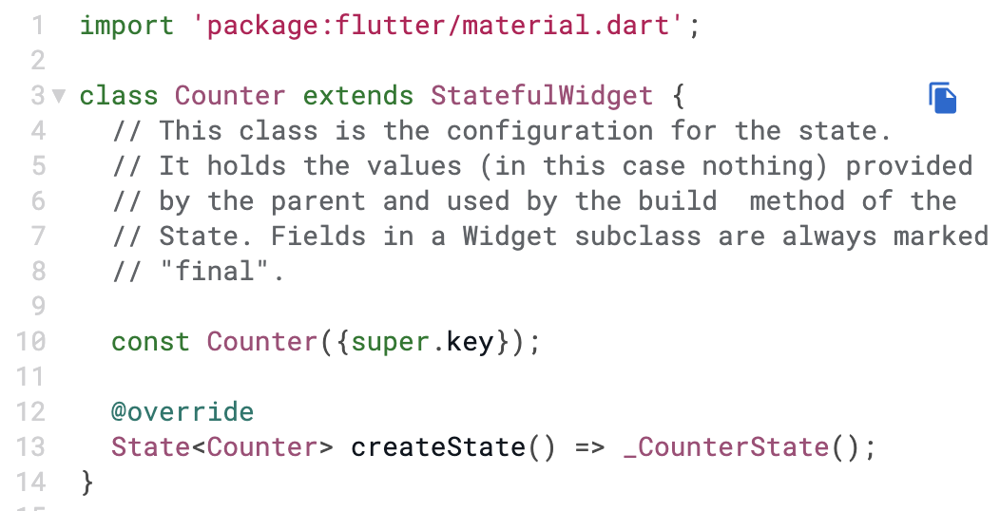 1 import 'package:flutter/material.dart';
2
3 class Counter extends StatefulWidget {
4   // This class is the configuration for the state.
5   // It holds the values (in this case nothing) provided
6   // by the parent and used by the build  method of the
7   // State. Fields in a Widget subclass are always marked
8   // "final".
9
10   const Counter({super.key});
11
12   @override
13   State<Counter> createState() => _CounterState();
14 }